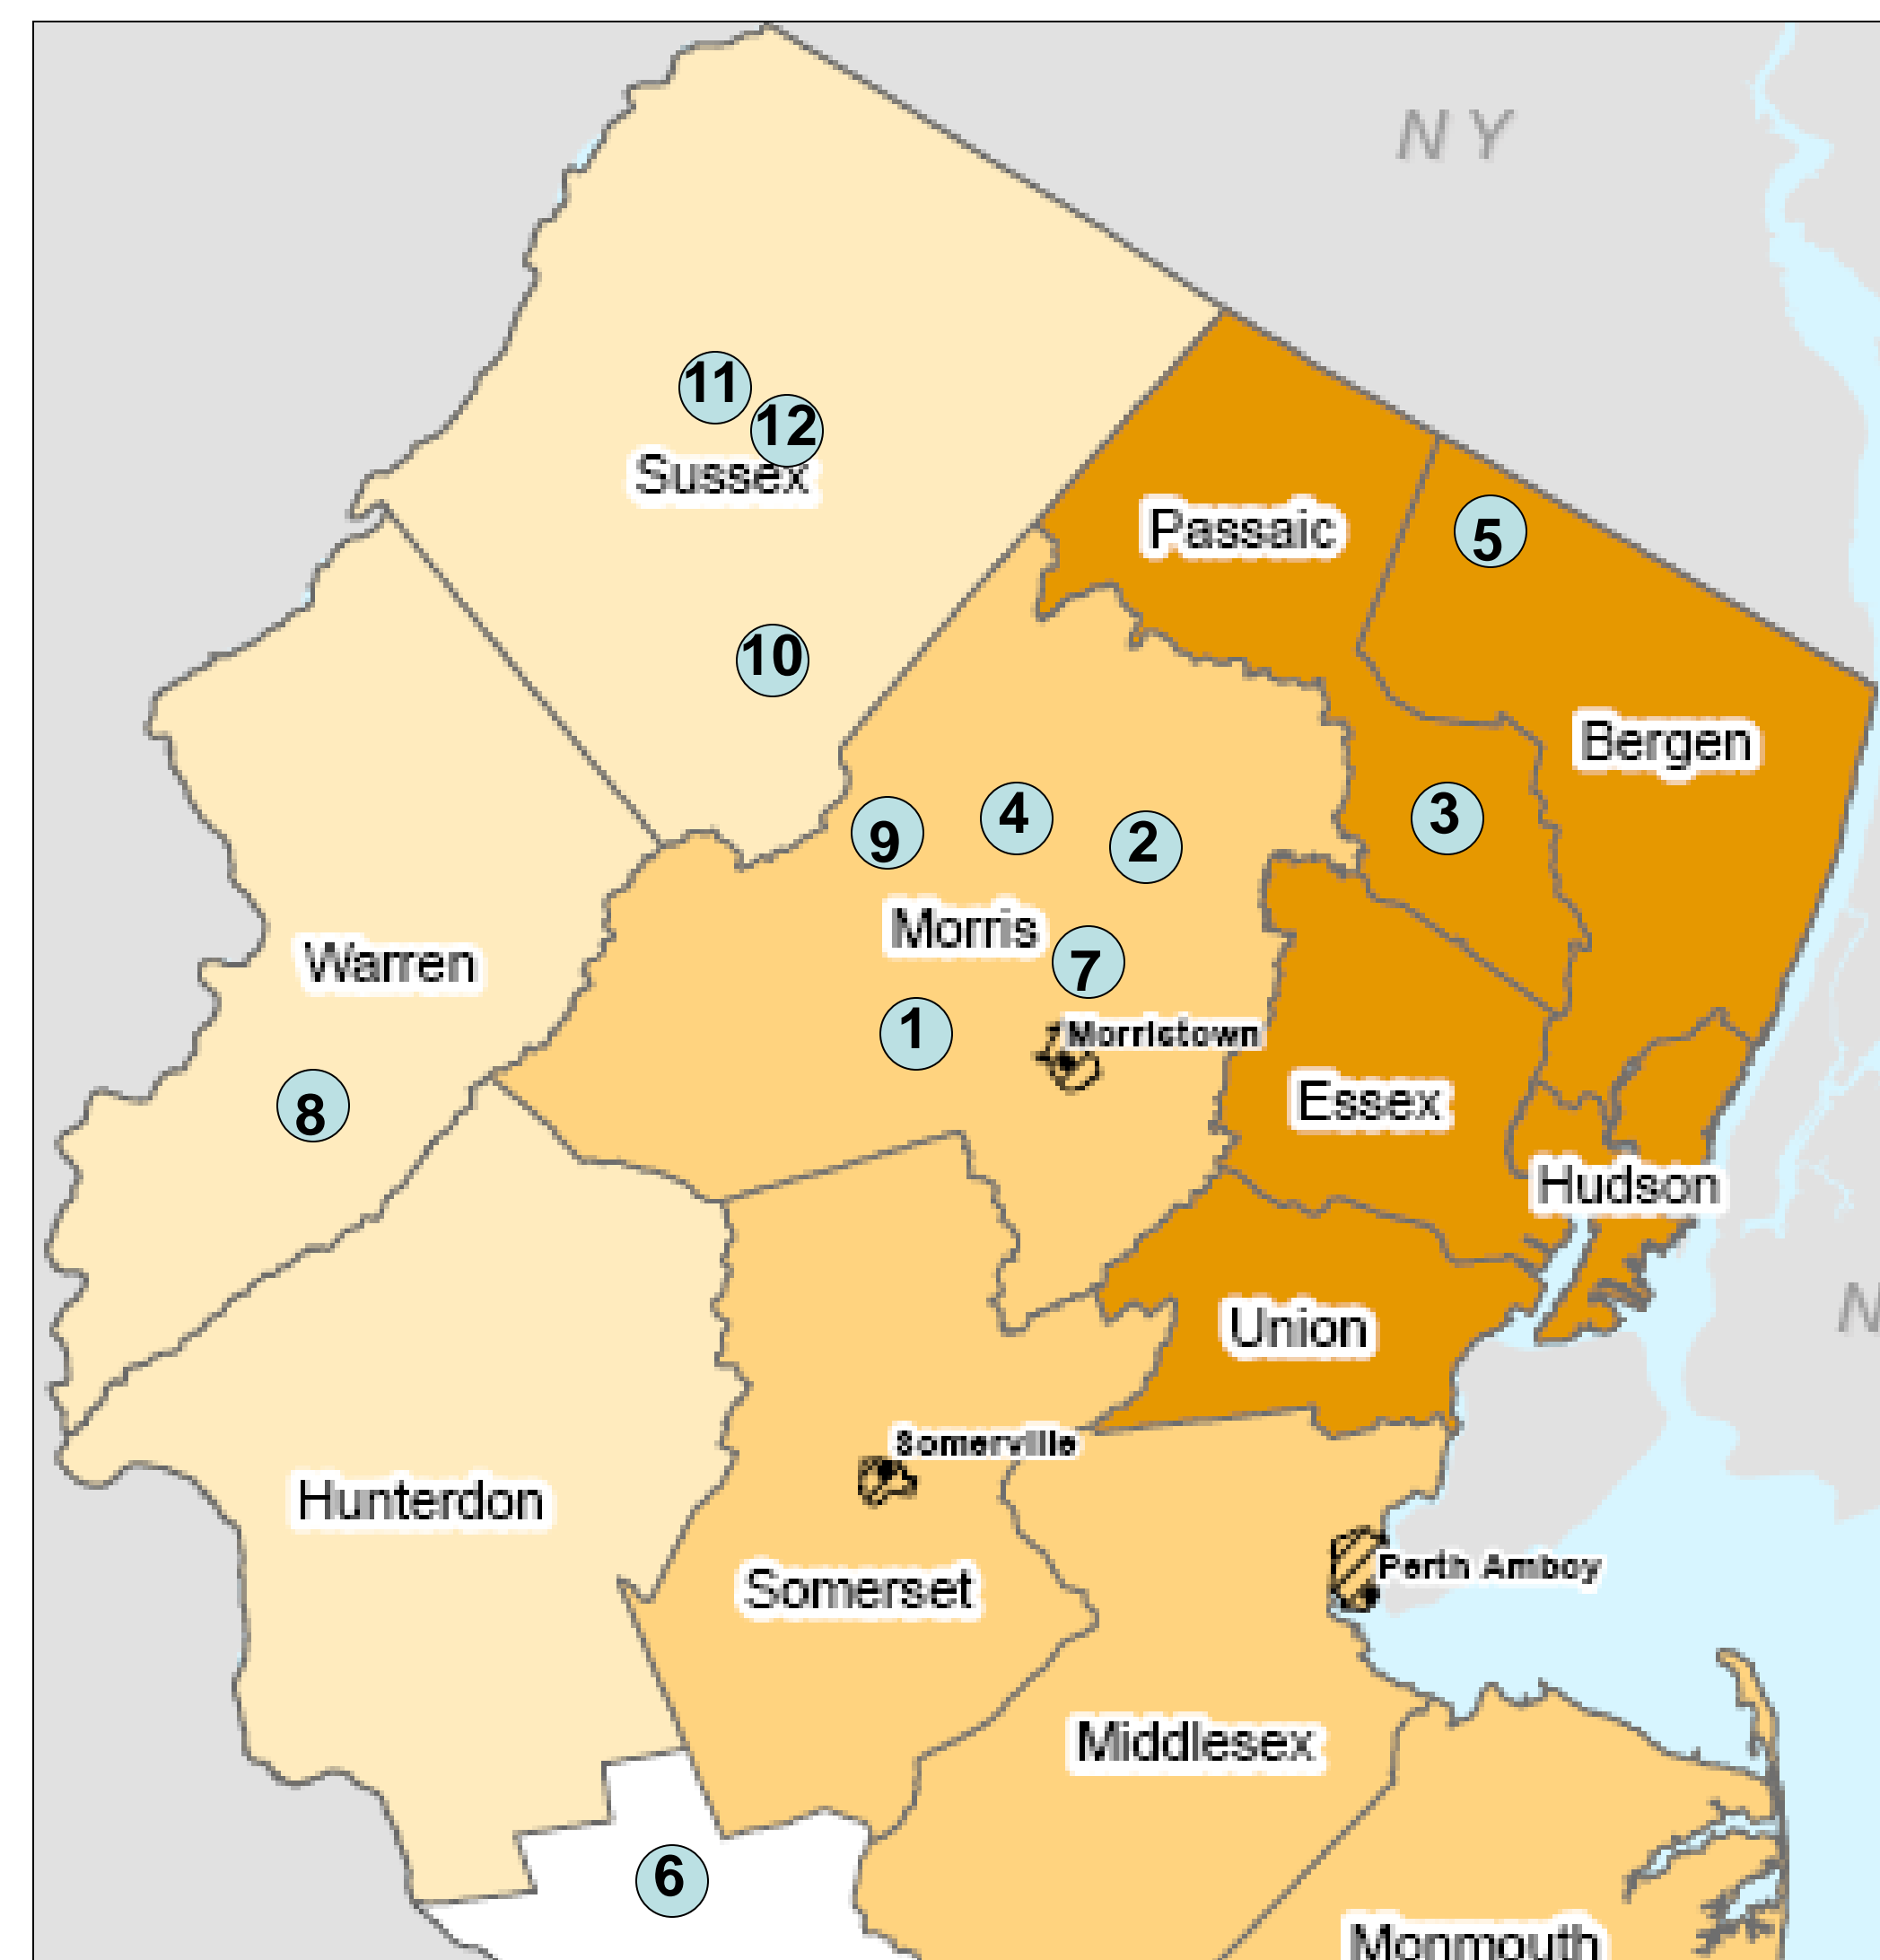 NY
11
12
Sussex
Passaic
5
10
Bergen
9
4
2
3
Morris
Warren
7
1
Morristown
8
Essex
Hudson
N
Union
Somerville
Hunterdon
Perth Amboy
Somerset
Middlesex
6
Monmouth